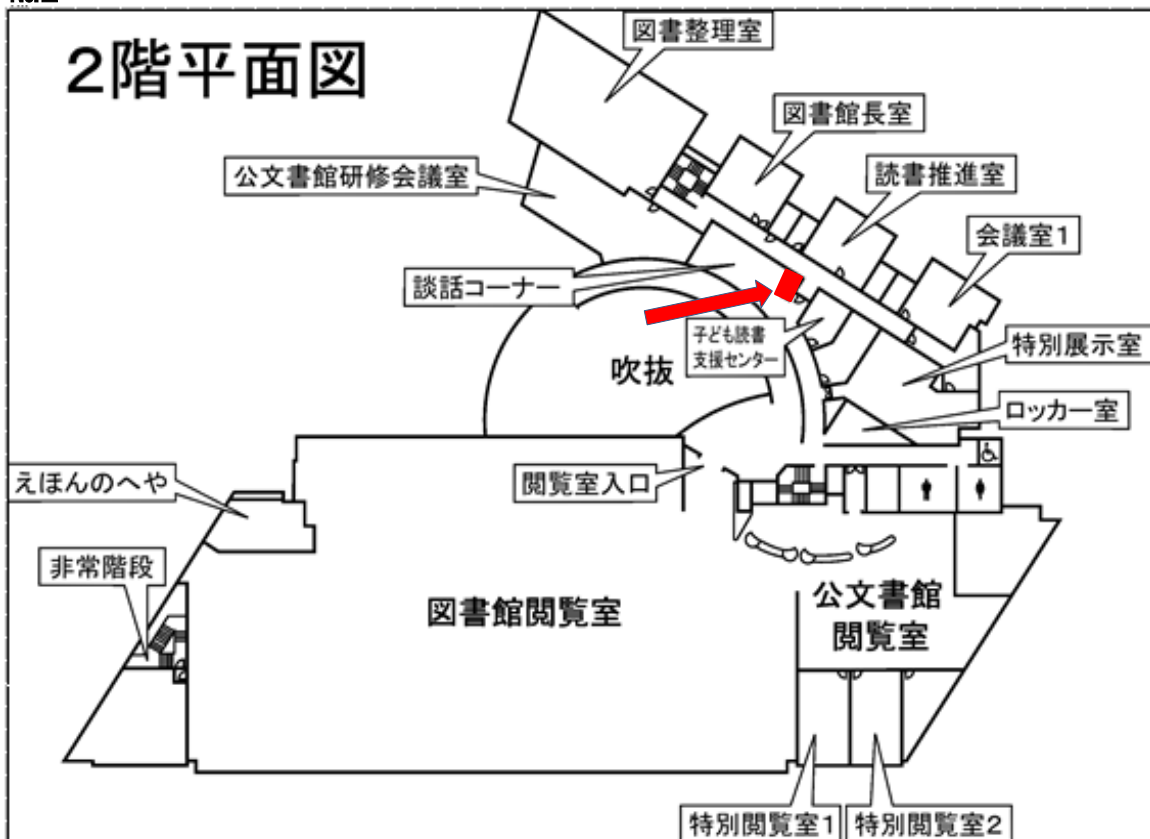 2階平面図
図書整理室
図書館長室
公文書館研修会議室
読書推進室
会議室1
談話コーナー
子ども読書
支援センター
特別展示室
吹抜
ロッカー室
えほんのへや
閲覧室入口
非常階段
図書館閲覧室
公文書館
閲覧室
特別閲覧室1
特別閲覧室2